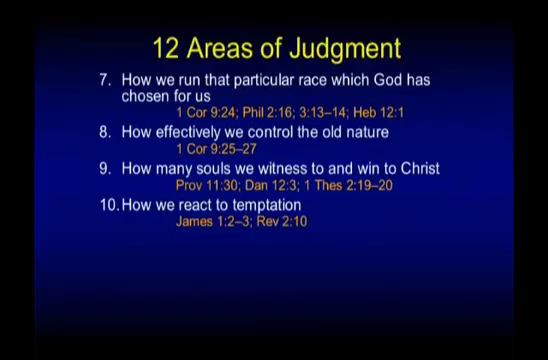 12 Areas of Judgment
7. How we run that particular race which God has
chosen for us
1 Cor 9:24; Phil 2:16; 3:13–14; Heb 12:1
8. How effectively we control the old nature
1 Cor 9:25–27
9. How many souls we witness to and win to Christ
Prov 11:30; Dan 12:3; 1 Thes 2:19–20
10. How we react to temptation
James 1:2–3; Rev 2:10